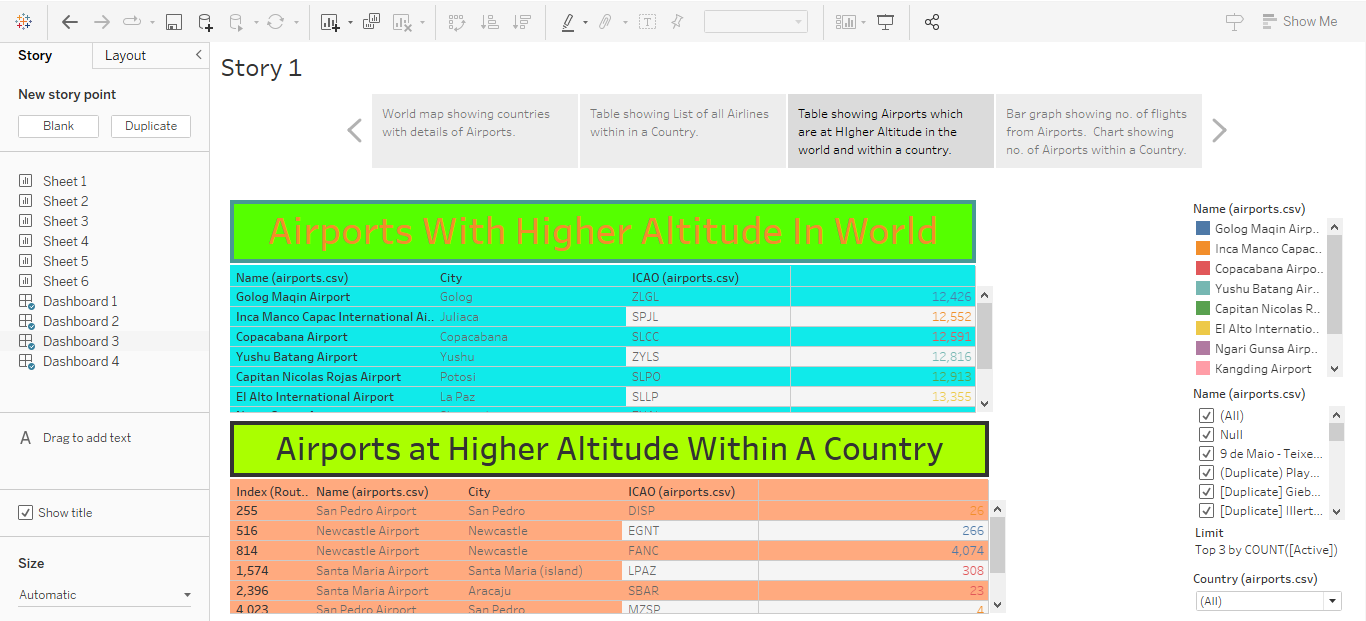 Show Me
Story
Layout
New story point
Blank
Duplicate
Sheet 1
Sheet 2
Sheet 3
Sheet 4
Sheet 5
Sheet 6
Dashboard 1
Dashboard 2
Dashboard 3
Dashboard 4
A Drag to add text
Show title
Size
Automatic
Story 1
World map showing countries
with details of Airports.
Table showing List of all Airlines
within in a Country.
Table showing Airports which
are at HIgher Altitude in the
world and within a country.
Bar graph showing no. of flights
from Airports. Chart showing
no. of Airports within a Country.
Airports With Higher Altitude In World
Name (airports.csv) City ICAO (airports.csv)
Golog Maqin Airport Golog ZLGL 12,426
Inca Manco Capac International Ai.. Juliaca SPJL 12,552
Copacabana Airport Copacabana SLCC 12,591
Yushu Batang Airport Yushu ZYLS 12,816
Capitan Nicolas Rojas Airport Potosi SLPO 12,913
El Alto International Airport La Paz SLLP 13,355
Airports at Higher Altitude Within A Country
Index (Rout.. Name (airports.csv) City ICAO (airports.csv)
255 San Pedro Airport San Pedro DISP 26
516 Newcastle Airport Newcastle EGNT 266
814 Newcastle Airport Newcastle FANC 4,074
1,574 Santa Maria Airport Santa Maria (island) LPAZ 308
2,396 Santa Maria Airport Aracaju SBAR 23
4,023 San Pedro Airport San Pedro MZSP 4
Name (airports.csv)
Golog Maqin Airp..
Inca Manco Capac..
Copacabana Airpo..
Yushu Batang Air..
Capitan Nicolas R..
El Alto Internatio..
Ngari Gunsa Airp..
Kangding Airport
Name (airports.csv)
(All)
Null
9 de Maio - Teixe...
(Duplicate) Play...
[Duplicate] Gieb...
[Duplicate] Illert...
Limit
Top 3 by COUNT([Active])
Country (airports.csv)
(All)